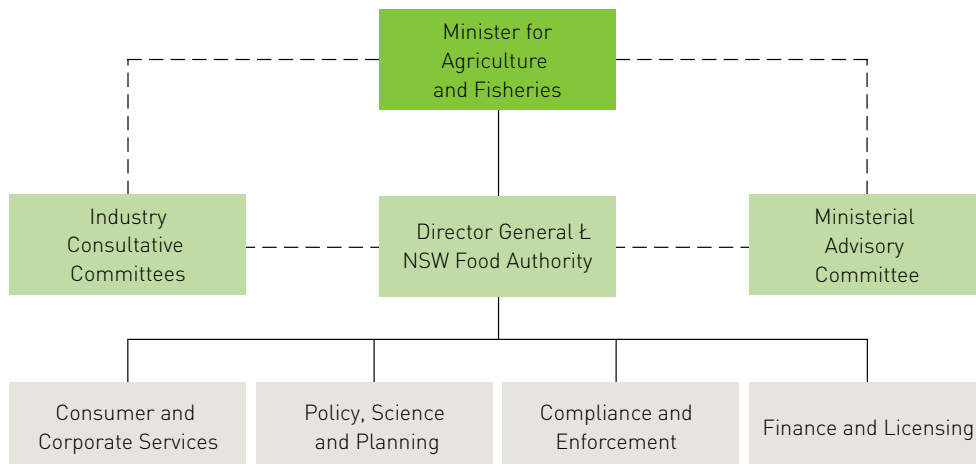 Minister for
Agriculture
and Fisheries
Industry
Consultative
Committees
Director General Ł
NSW Food Authority
Ministerial
Advisory
Committee
Consumer and
Corporate Services
Policy, Science
and Planning
Compliance and
Enforcement
Finance and Licensing